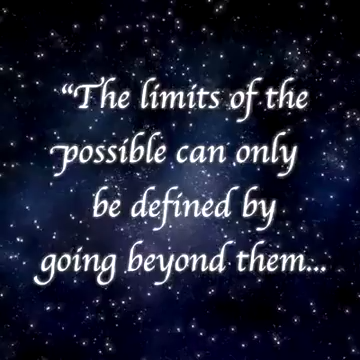 “The limits of the
possible can only
be defined by
going beyond them...